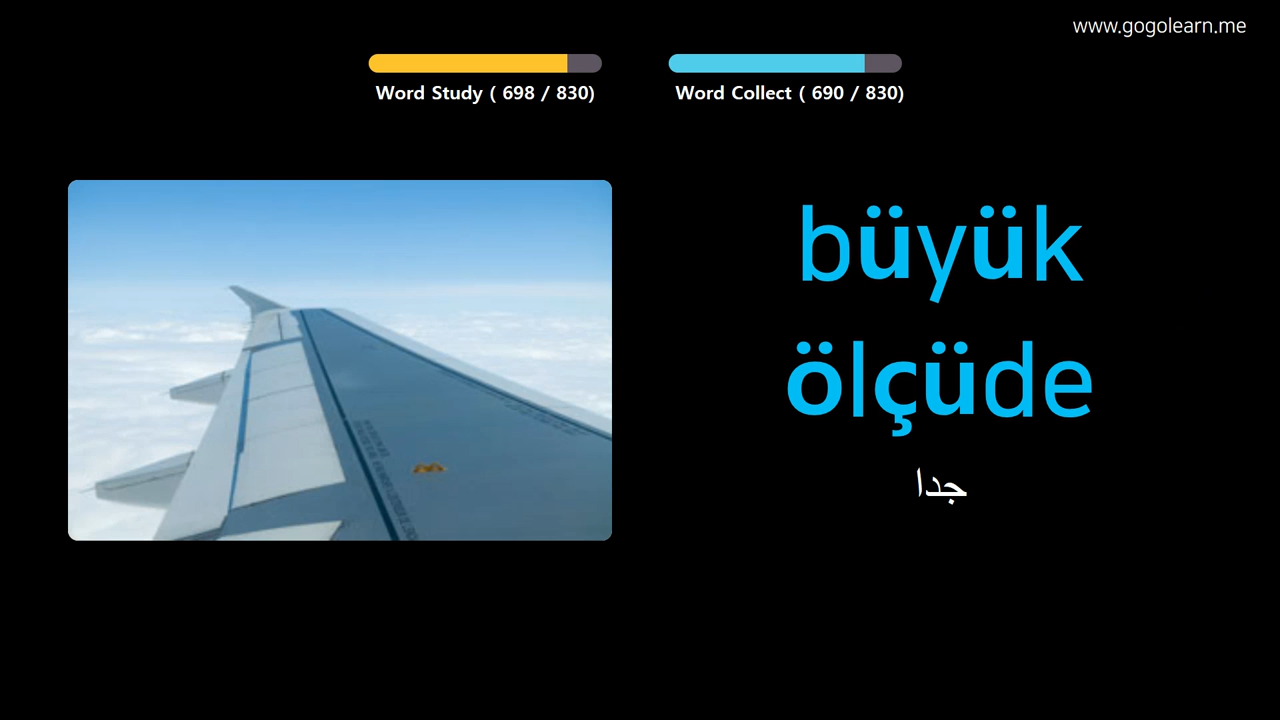 www.gogolearn.me
Word Study ( 698 / 830)
Word Collect ( 690 / 830)
büyük
ölçüde
جدا